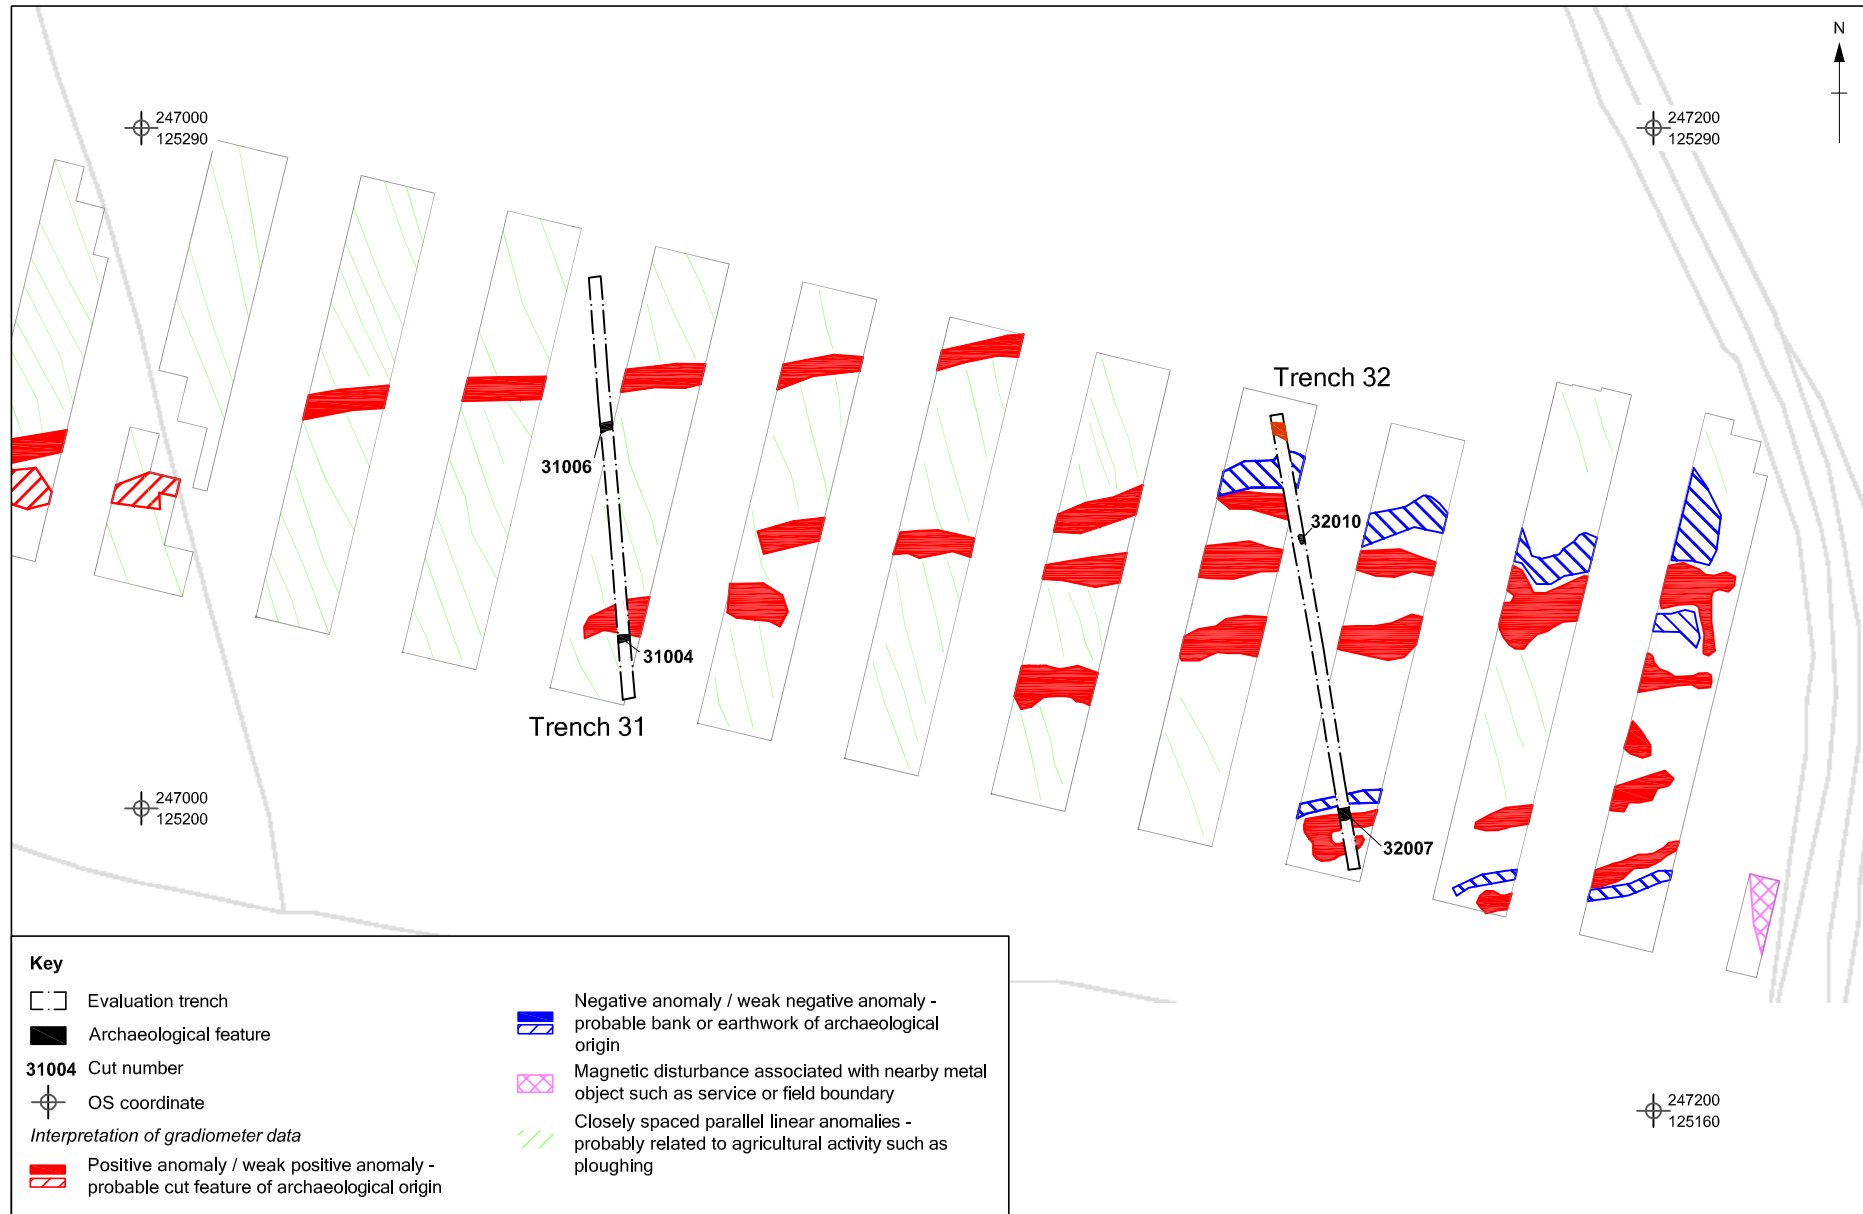 N
247000
125290
247200
125290
Trench 32
31006
32010
31004
Trench 31
247000
125200
32007
Key
Evaluation trench
Archaeological feature
31004 Cut number
OS coordinate
Interpretation of gradiometer data
Positive anomaly / weak positive anomaly -
probable cut feature of archaeological origin
Negative anomaly / weak negative anomaly -
probable bank or earthwork of archaeological
origin
Magnetic disturbance associated with nearby metal
object such as service or field boundary
Closely spaced parallel linear anomalies -
probably related to agricultural activity such as
ploughing
247200
125160